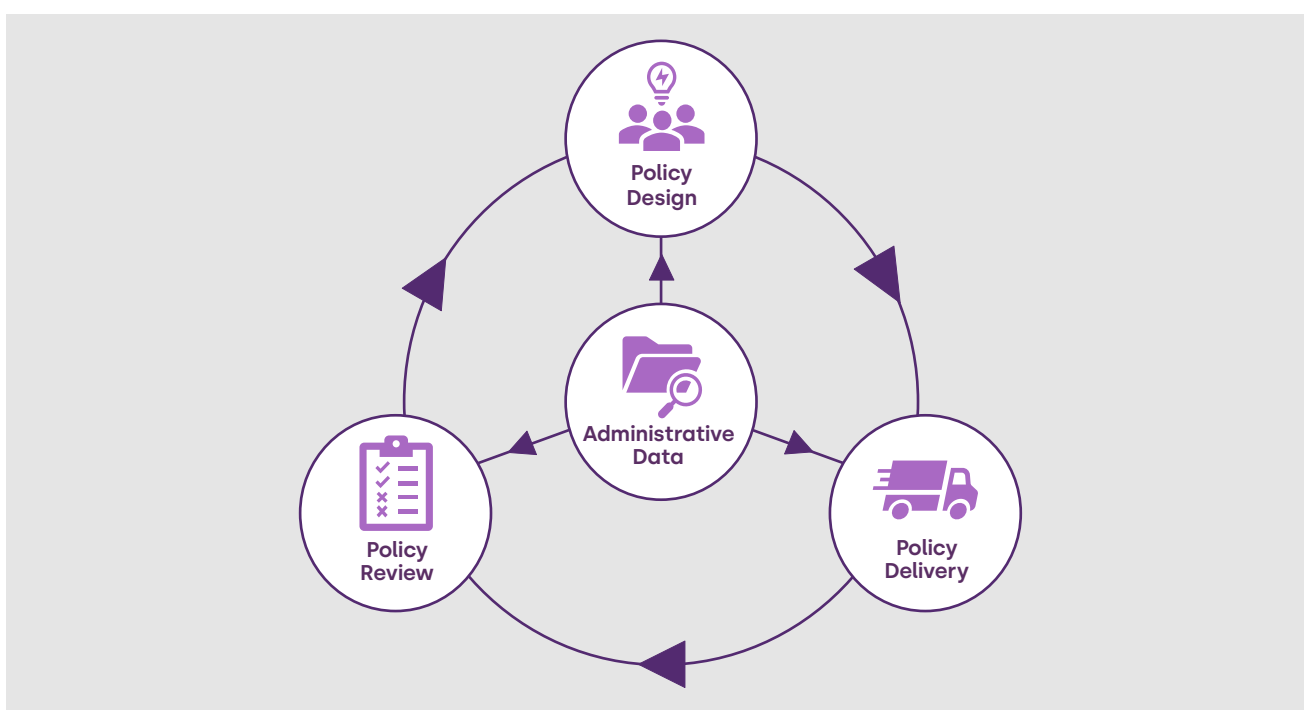 Policy
Design
Administrative
Data
Policy
Review
Policy
Delivery